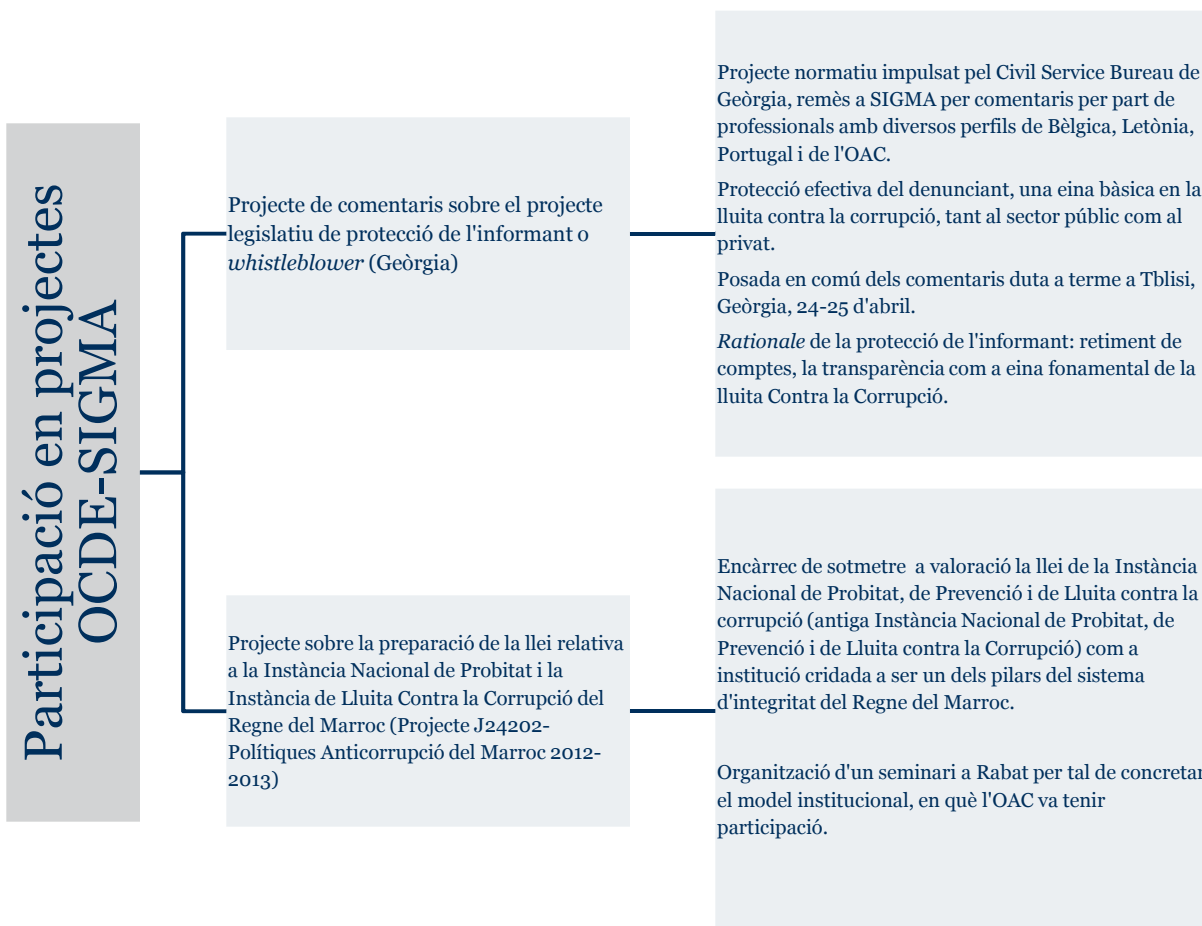 Participació en projectes
OCDE-SIGMA
Projecte de comentaris sobre el projecte
legislatiu de protecció de l'informant o
whistleblower (Geòrgia)
Projecte normatiu impulsat pel Civil Service Bureau de
Geòrgia, remès a SIGMA per comentaris per part de
professionals amb diversos perfils de Bèlgica, Letònia,
Portugal i de l'OAC.
Protecció efectiva del denunciant, una eina bàsica en la
lluita contra la corrupció, tant al sector públic com al
privat.
Posada en comú dels comentaris duta a terme a Tblisi,
Geòrgia, 24-25 d'abril.
Rationale de la protecció de l'informant: retiment de
comptes, la transparència com a eina fonamental de la
lluita Contra la Corrupció.
Projecte sobre la preparació de la llei relativa
a la Instància Nacional de Probitat i la
Instància de Lluita Contra la Corrupció del
Regne del Marroc (Projecte J24202-
Polítiques Anticorrupció del Marroc 2012-
2013)
Encàrrec de sotmetre a valoració la llei de la Instància
Nacional de Probitat, de Prevenció i de Lluita contra la
corrupció (antiga Instància Nacional de Probitat, de
Prevenció i de Lluita contra la Corrupció) com a
institució cridada a ser un dels pilars del sistema
d'integritat del Regne del Marroc.
Organització d'un seminari a Rabat per tal de concretar
el model institucional, en què l'OAC va tenir
participació.